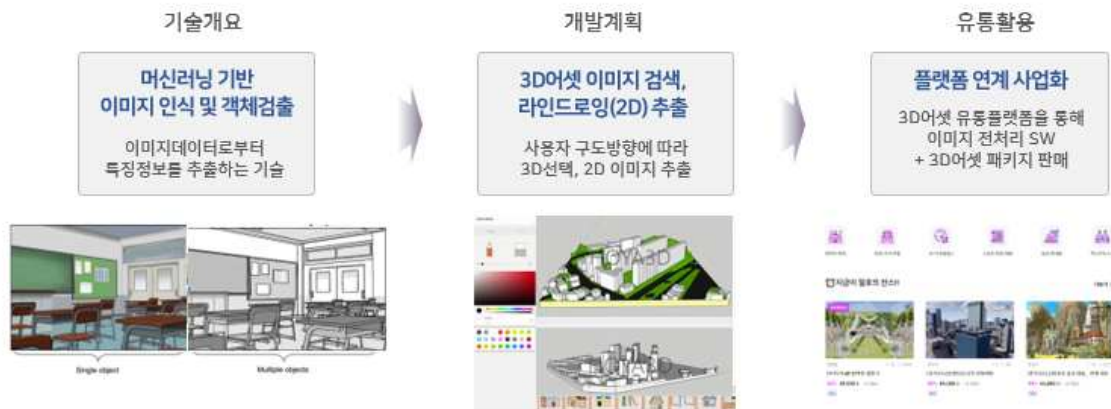 기술개요
머신러닝 기반
이미지 인식 및 객체검출
이미지데이터로부터
특징정보를 추출하는 기술
개발계획
3D어셋 이미지 검색,
라인드로잉(2D) 추출
사용자 구도방향에 따라
3D선택, 2D 이미지 추출
유통활용
플랫폼 연계 사업화
3D어셋 유통플랫폼을 통해
이미지 전처리 SW
+ 3D어셋 패키지 판매
Single object
Multiple objects
OYA3D